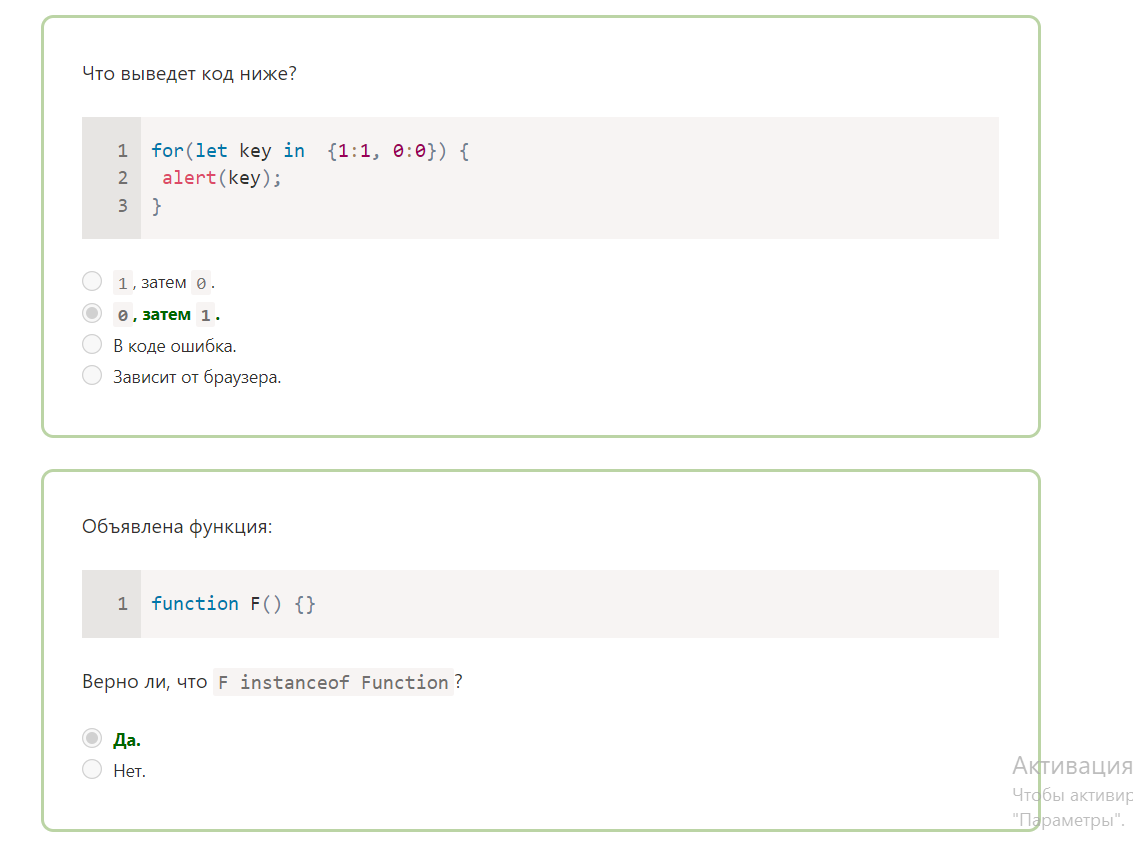 Что выведет код ниже?
1 for(let key in  {1:1, 0:0}) {
2  alert(key);
3 }
1, затем 0.
0, затем 1.
В коде ошибка.
Зависит от браузера.
Объявлена функция:
1 function F() {}
Верно ли, что F instanceof Function?
Да.
Нет.
Активация
Чтобы активир
"Параметры".